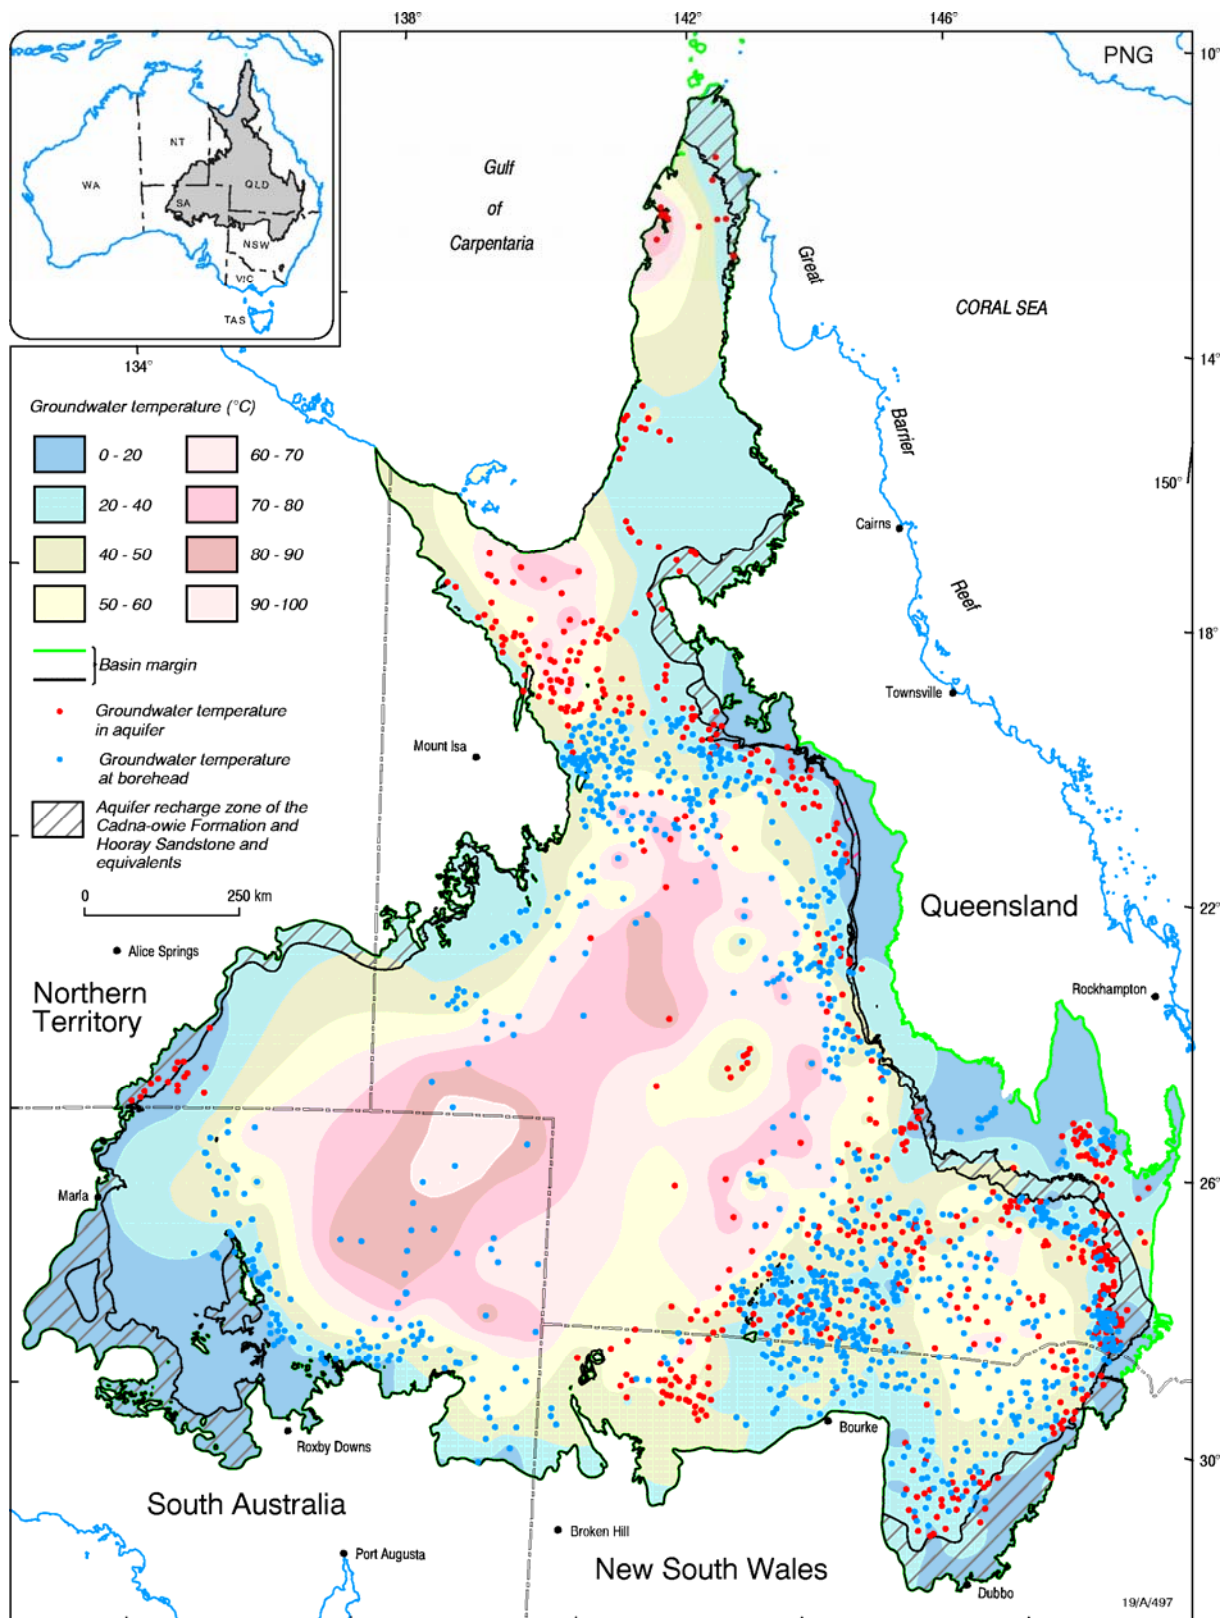 138°
142°
146°
PNG
10°
NT
WA
QLD
SA
NSW
VIC
TAS
Gulf
of
Carpentaria
Great
CORAL SEA
134°
14°
Groundwater temperature (°C)
0 - 20
60 - 70
20 - 40
70 - 80
40 - 50
80 - 90
50 - 60
90 -100
Barrier
150°
Cairns
Reef
Basin margin
18°
Townsville
Groundwater temperature
in aquifer
Mount Isa
Groundwater temperature
at borehead
Aquifer recharge zone of the
Cadna-owie Formation and
Hooray Sandstone and
equivalents
0
250 km
Queensland
22°
Alice Springs
Rockhampton
Northern
Territory
Marla
26°
Bourke
Roxby Downs
30°
South Australia
Broken Hill
New South Wales
Port Augusta
Dubbo
19/A/497